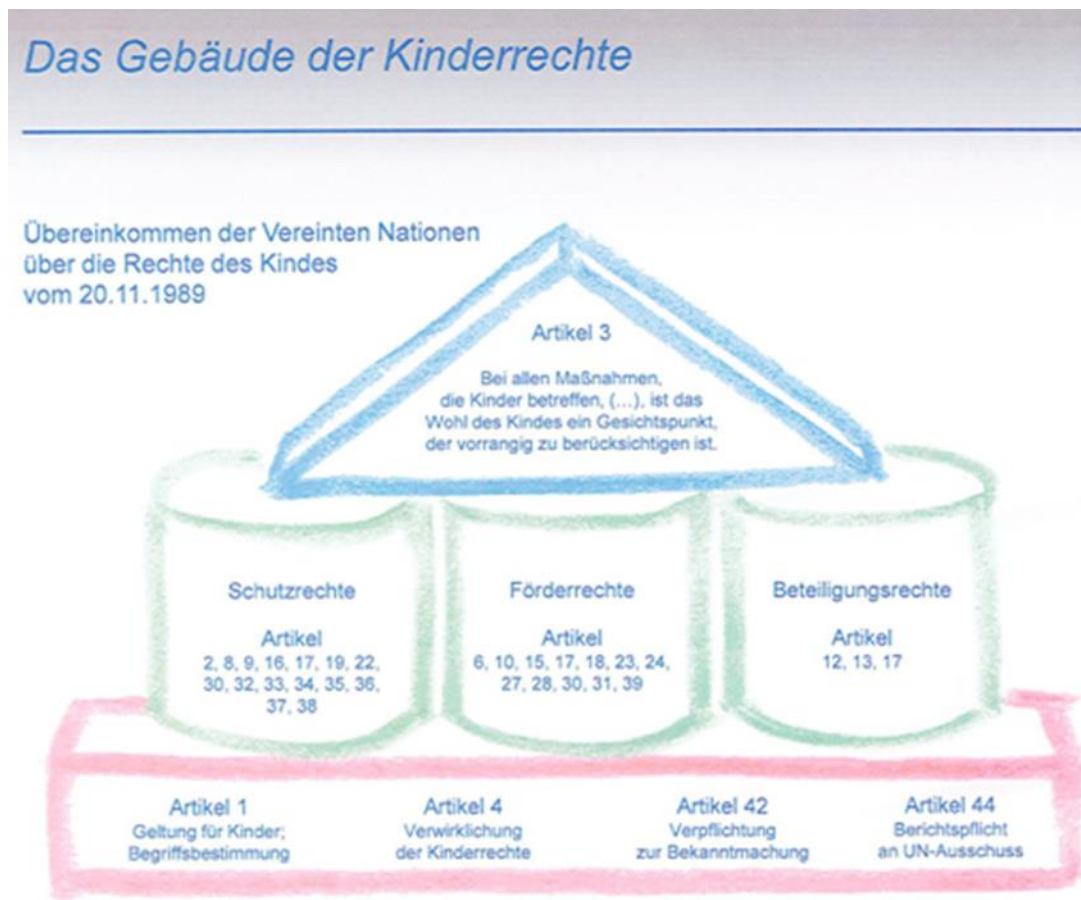 Das Gebäude der Kinderrechte
Übereinkommen der Vereinten Nationen
über die Rechte des Kindes
vom 20.11.1989
Artikel 3
Bei allen Maßnahmen,
die Kinder betreffen, (...), ist das
Wohl des Kindes ein Gesichtspunkt,
der vorrangig zu berücksichtigen ist.
Schutzrechte
Artikel
2, 8, 9, 16, 17, 19, 22,
30, 32, 33, 34, 35, 36,
37, 38
Förderrechte
Artikel
6, 10, 15, 17, 18, 23, 24,
27, 28, 30, 31, 39
Beteiligungsrechte
Artikel
12, 13, 17
Artikel 1
Geltung für Kinder;
Begriffsbestimmung
Artikel 4
Verwirklichung
der Kinderrechte
Artikel 42
Verpflichtung
zur Bekanntmachung
Artikel 44
Berichtspflicht
an UN-Ausschuss